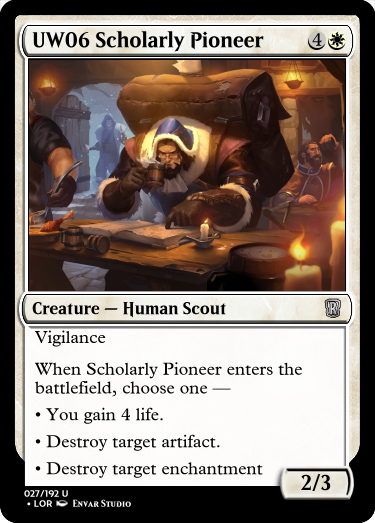 UW06 Scholarly Pioneer 4
Creature — Human Scout
Vigilance
When Scholarly Pioneer enters the
battlefield, choose one —
• You gain 4 life.
• Destroy target artifact.
• Destroy target enchantment
2/3
027/192 U
• LOR Envar Studio